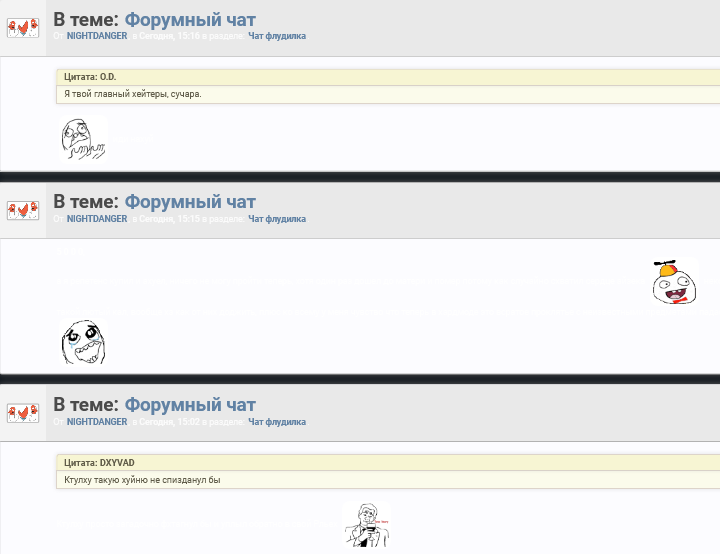 В теме: Форумный чат
От NIGHTDANGER в Сегодня, 15:16 в разделе Чат флудилка
Цитата: O.D.
Я твой главный хейтеры, сучара.
В теме: Форумный чат
От NIGHTDANGER в Сегодня, 15:15 в разделе Чат флудилка
В теме: Форумный чат
От NIGHTDANGER в Сегодня, 15:02 в разделе Чат флудилка
Цитата: DXYVAD
Ктулху такую хуйню не спизданул бы